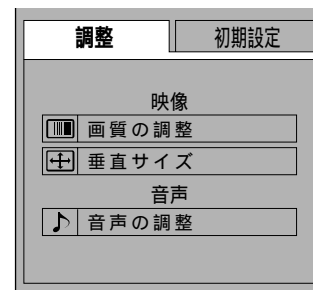 調整 初期設定
映像
画質の調整
垂直サイズ
音声
音声の調整